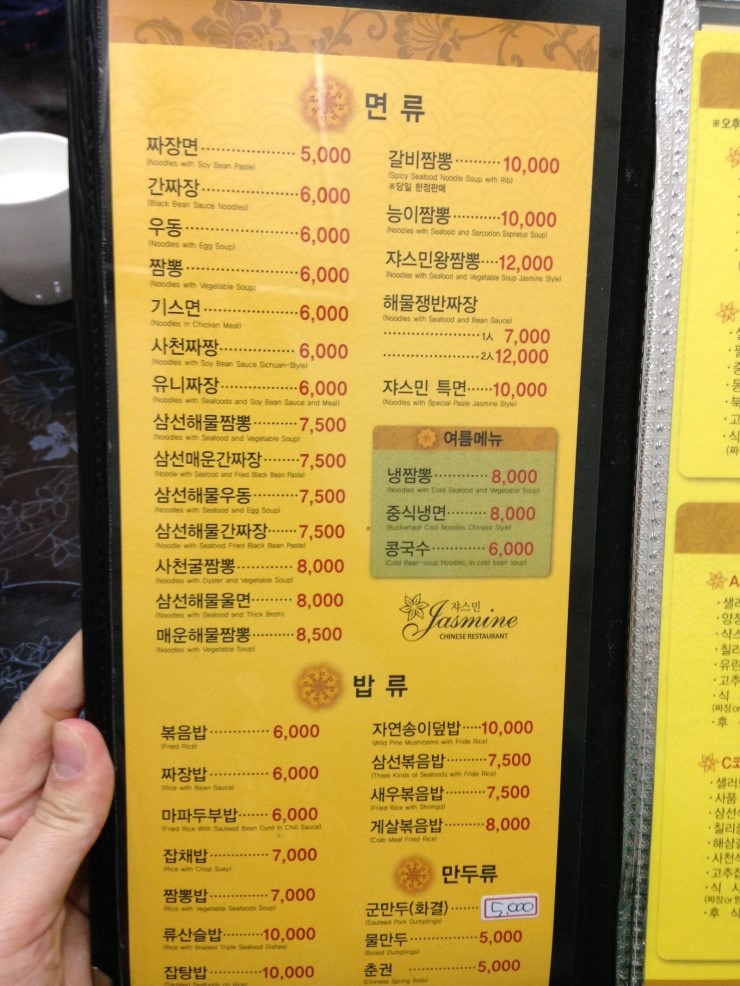 면 류
짜장면 5,000
(Noodles with Soy Bean Paste)
간짜장 6,000
(Black Bean Sauce Noodles)
우동 6,000
(Noodles with Egg Soup)
짬뽕 6,000
(Noodles with Vegetable Soup)
기스면 6,000
(Noodles in Chicken Meat)
사천짜짱 6,000
(Noodles with Soy Bean Sauce Sichuan-Style)
유니짜장 6,000
(Noodles with Seafoods and Soy Bean Sauce and Meat)
삼선해물짬뽕 7,500
(Noodles with Seafood and Vegetable Soup)
삼선매운간짜장 7,500
(Noodle with Seafood and Fried Black Bean Paste)
삼선해물우동 7,500
(Noodles with Seafood and Egg Soup)
삼선해물간짜장 7,500
(Noodle with Seafood Fried Black Bean Paste)
사천굴짬뽕 8,000
(Noodles with Oyster and Vegetable Soup)
삼선해물울면 8,000
(Noodles with Seafood and Thick Broth)
매운해물짬뽕 8,500
(Noodles with Vegetable Soup)
갈비짬뽕 10,000
(Spicy Seafood Noodle Soup with Rib)
※당일 한정판매
능이짬뽕 10,000
(Noodles with Seafood and Sarcodon Aspratus Soup)
쟈스민왕짬뽕 12,000
(Noodles with Seafood and Vegetable Soup Jasmine Style)
해물쟁반짜장
(Noodles with Seafood and Bean Sauce)
1人 7,000
2人 12,000
쟈스민 특면 10,000
(Noodles with Special Paste Jasmine Style)
여름메뉴
냉짬뽕 8,000
(Noodles with Cold Seafood and Vegetable Soup)
중식냉면 8,000
(Buckwheat Cold Noodles Chinese Style)
콩국수 6,000
(Cold Bean-soup Noodles, In cold bean soup)
쟈스민
Jasmine
CHINESE RESTAURANT
밥 류
볶음밥 6,000
(Fried Rice)
짜장밥 6,000
(Rice with Bean Sauce)
마파두부밥 6,000
(Fried Rice With Sauteed Bean Curd In Chili Sauce)
잡채밥 7,000
(Rice with Chop Suey)
짬뽕밥 7,000
(Rice with Vegetable Seafoods Soup)
류산슬밥 10,000
(Rice with Braised Triple Seafood Dishes)
잡탕밥 10,000
(Sauteed Seafoods on Rice)
자연송이덮밥 10,000
(Wild Pine Mushrooms with Fride Rice)
삼선볶음밥 7,500
(Three Kinds of Seafoods with Fride Rice)
새우볶음밥 7,500
(Fried Rice with Shrimps)
게살볶음밥 8,000
(Crab Meat Fried Rice)
만두류
군만두(화결) 5,000
(Sauteed Pork Dumplings)
물만두 5,000
(Boiled Dumplings)
춘권 5,000
(Chinese Spring Rolls)